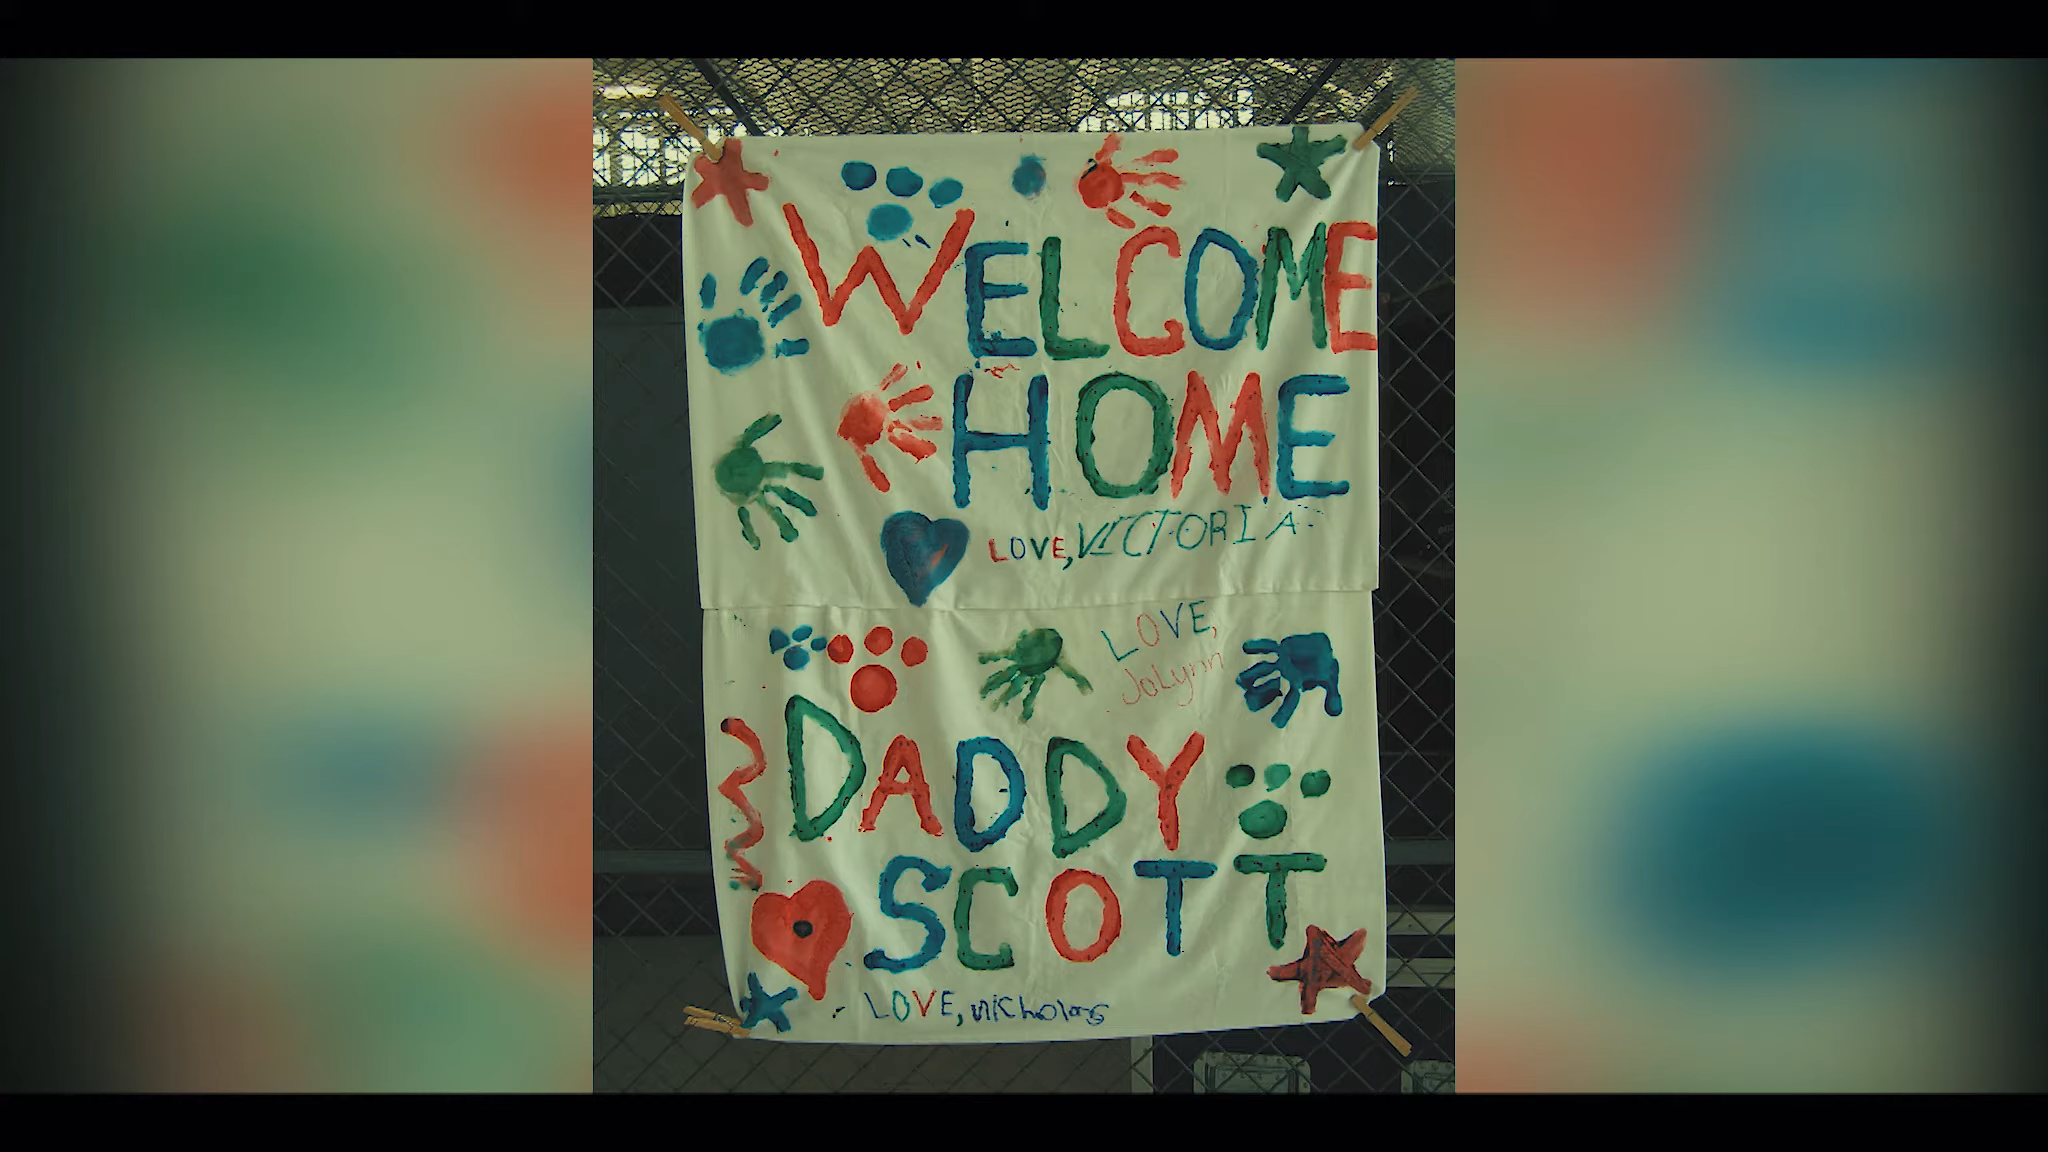 WELCOME
HOME
LOVE, VICTORIA
LOVE,
JoLynn
DADDY
SCOTT
LOVE, nicholas